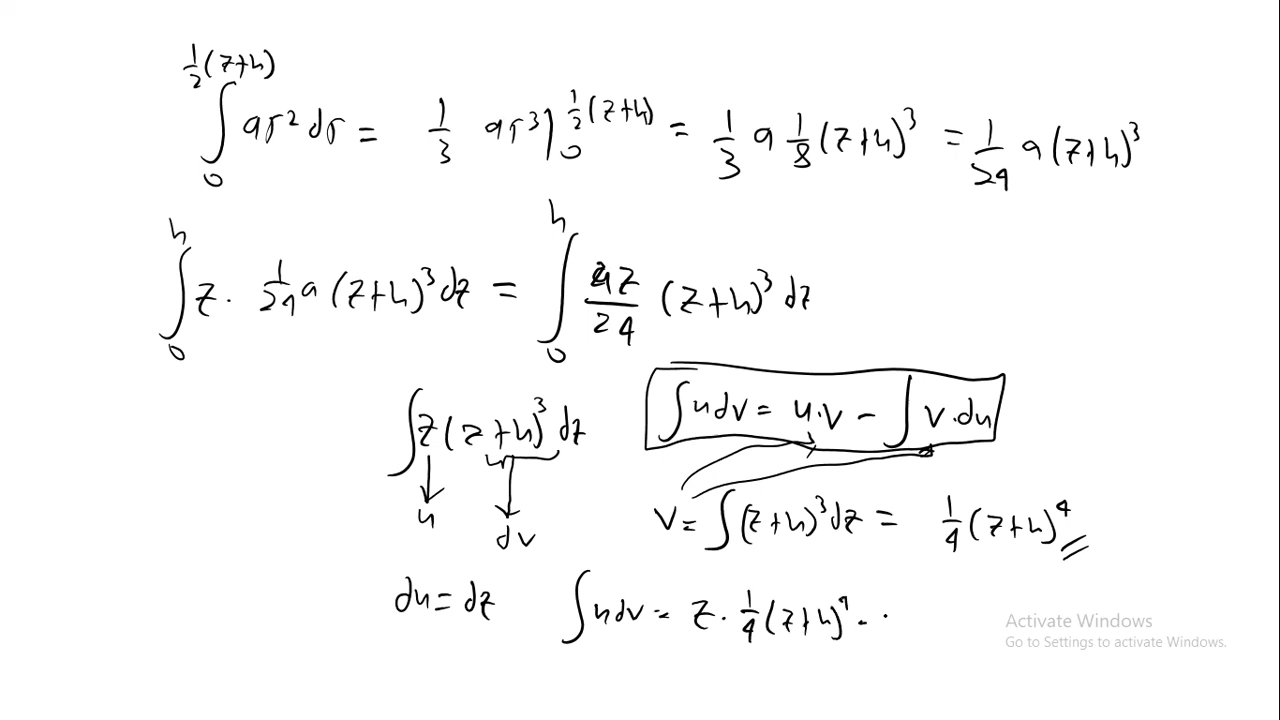 ∫₀^{½(z+h)} ar² dr = 1/3 ar³ |₀^{½(z+h)} = 1/3 a 1/8 (z+h)³ = 1/24 a (z+h)³
∫₀^h z · 1/24 a (z+h)³ dz = ∫₀^h az/24 (z+h)³ dz
∫ z (z+h)³ dz
∫ u dv = u·v − ∫ v·du
u
dv
v = ∫ (z+h)³ dz = 1/4 (z+h)⁴
du = dz
∫ u dv = z · 1/4 (z+h)⁴ −
Activate Windows
Go to Settings to activate Windows.